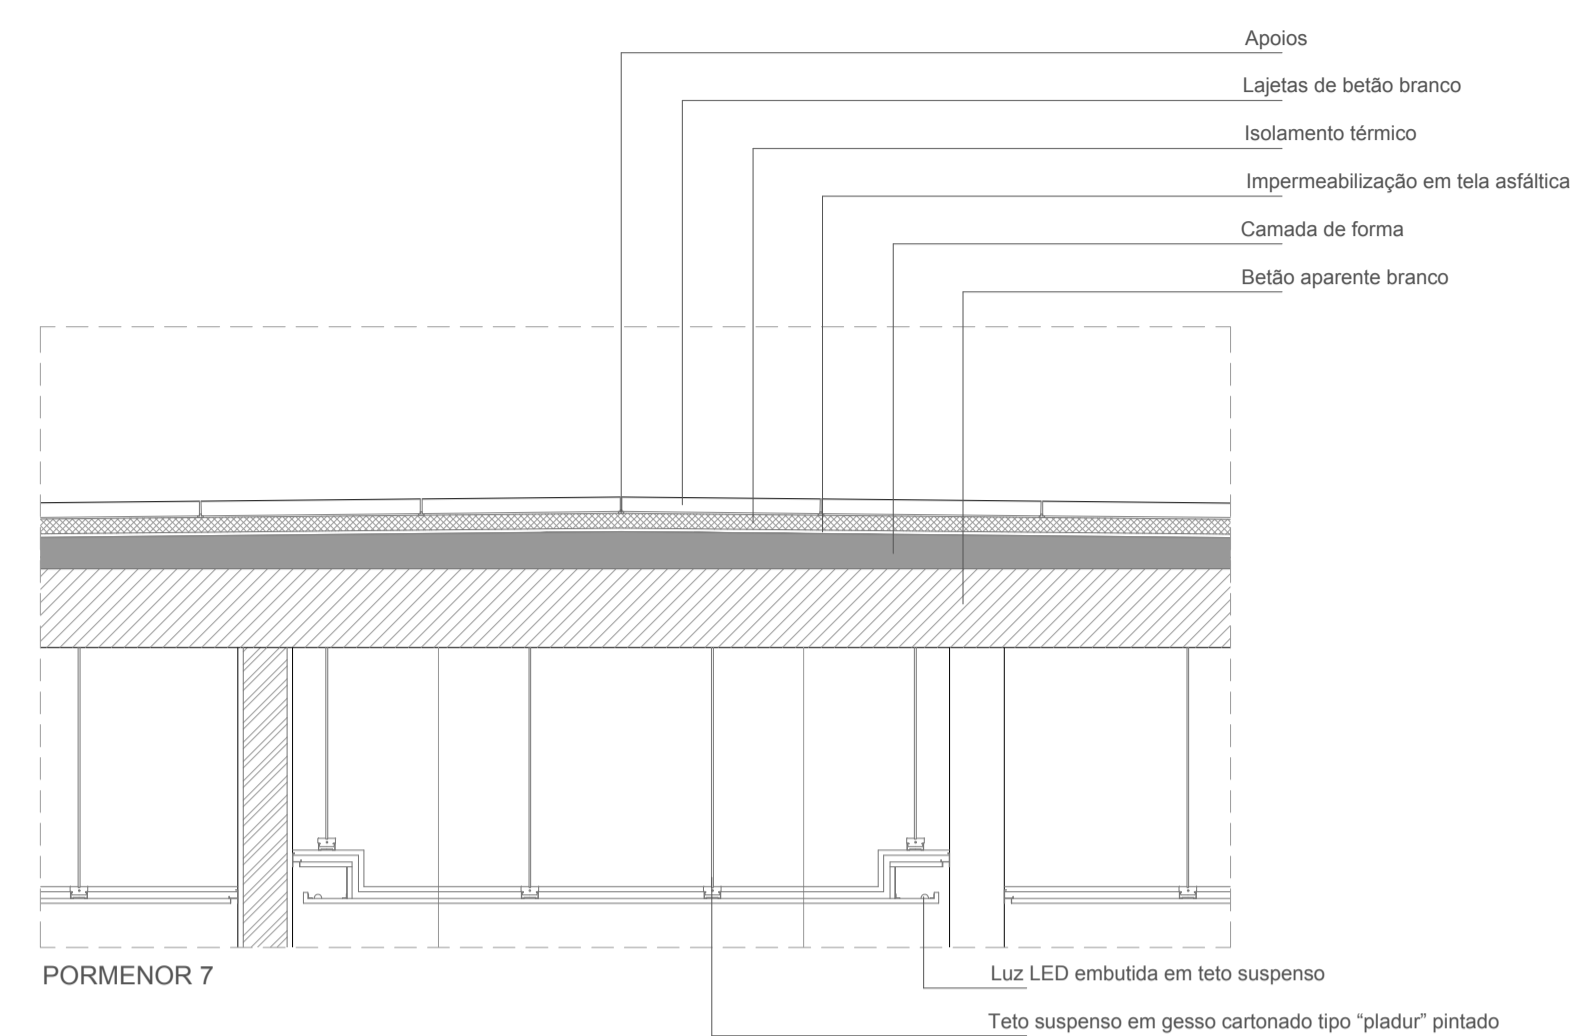 Apoios
Lajetas de betão branco
Isolamento térmico
Impermeabilização em tela asfáltica
Camada de forma
Betão aparente branco
PORMENOR 7
Luz LED embutida em teto suspenso
Teto suspenso em gesso cartonado tipo “pladur” pintado